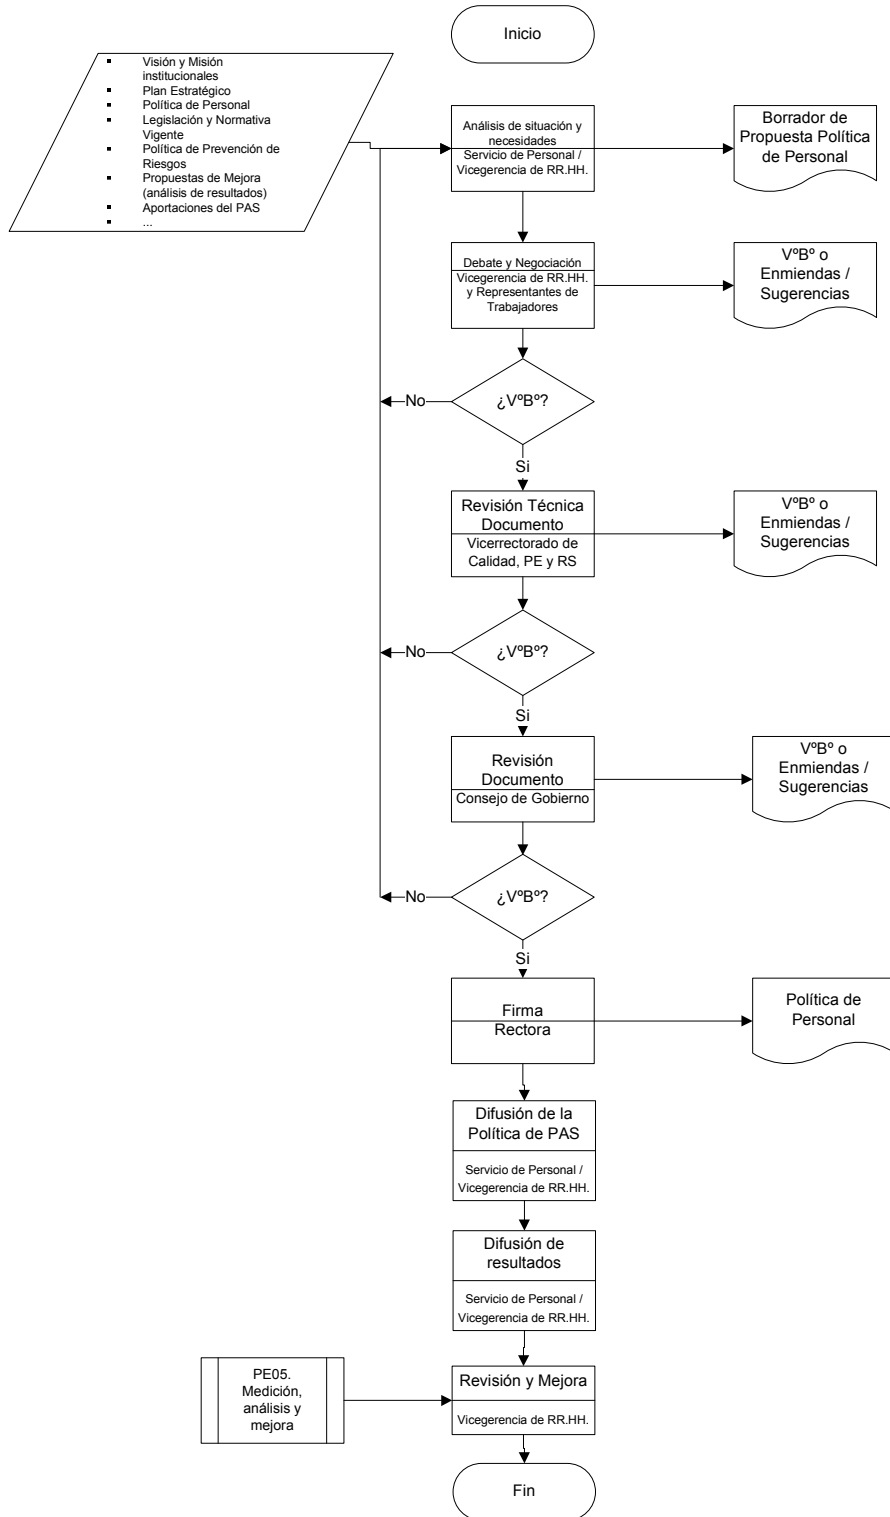 Inicio
▪ Visión y Misión
institucionales
▪ Plan Estratégico
▪ Política de Personal
▪ Legislación y Normativa
Vigente
▪ Política de Prevención de
Riesgos
▪ Propuestas de Mejora
(análisis de resultados)
▪ Aportaciones del PAS
▪ ...
Análisis de situación y
necesidades
Servicio de Personal /
Vicegerencia de RR.HH.
Borrador de
Propuesta Política
de Personal
Debate y Negociación
Vicegerencia de RR.HH.
y Representantes de
Trabajadores
VºBº o
Enmiendas /
Sugerencias
No
¿VºBº?
Si
Revisión Técnica
Documento
Vicerrectorado de
Calidad, PE y RS
VºBº o
Enmiendas /
Sugerencias
No
¿VºBº?
Si
Revisión
Documento
Consejo de Gobierno
VºBº o
Enmiendas /
Sugerencias
No
¿VºBº?
Si
Firma
Rectora
Política de
Personal
Difusión de la
Política de PAS
Servicio de Personal /
Vicegerencia de RR.HH.
Difusión de
resultados
Servicio de Personal /
Vicegerencia de RR.HH.
PE05.
Medición,
análisis y
mejora
Revisión y Mejora
Vicegerencia de RR.HH.
Fin